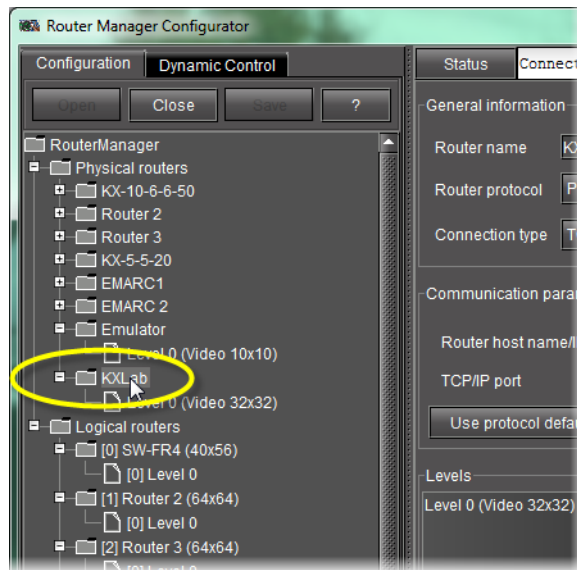 Router Manager Configurator
Configuration
Dynamic Control
Open
Close
Save
?
RouterManager
Physical routers
KX-10-6-6-50
Router 2
Router 3
KX-5-5-20
EMARC1
EMARC 2
Emulator
Level 0 (Video 10x10)
KXLab
Level 0 (Video 32x32)
Logical routers
[0] SW-FR4 (40x56)
[0] Level 0
[1] Router 2 (64x64)
[0] Level 0
[2] Router 3 (64x64)
[0] Level 0
Status
Connect
General information
Router name
KX
Router protocol
P
Connection type
T
Communication para
Router host name/I
TCP/IP port
Use protocol defa
Levels
Level 0 (Video 32x32)